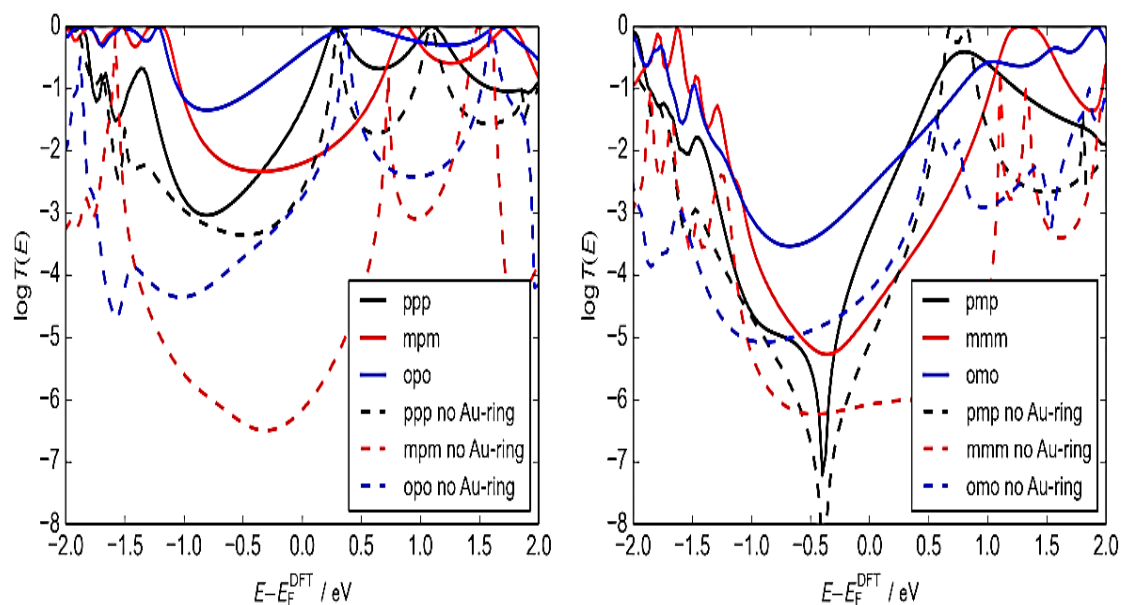 0
−1
−2
−3
−4
−5
−6
−7
−8
log T(E)
−2.0 −1.5 −1.0 −0.5 0.0 0.5 1.0 1.5 2.0
E−E_F^DFT / eV
ppp
mpm
opo
ppp no Au-ring
mpm no Au-ring
opo no Au-ring
0
−1
−2
−3
−4
−5
−6
−7
−8
log T(E)
−2.0 −1.5 −1.0 −0.5 0.0 0.5 1.0 1.5 2.0
E−E_F^DFT / eV
pmp
mmm
omo
pmp no Au-ring
mmm no Au-ring
omo no Au-ring